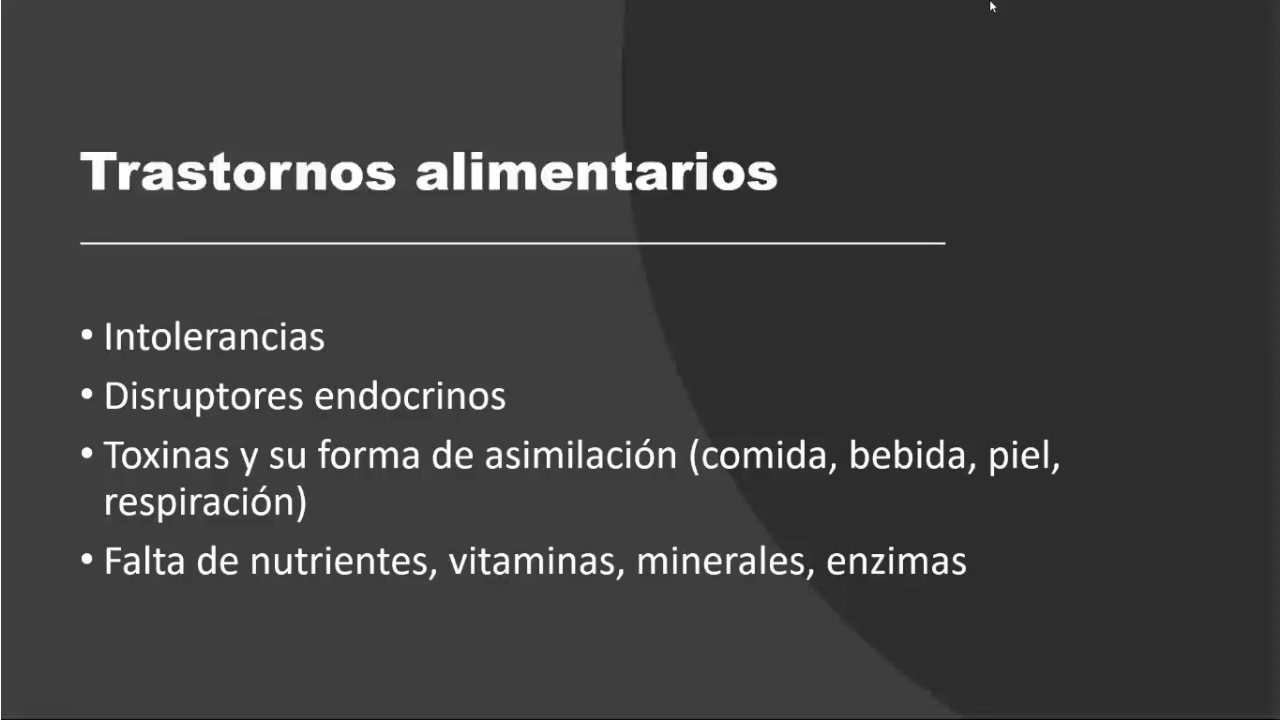 Trastornos alimentarios
• Intolerancias
• Disruptores endocrinos
• Toxinas y su forma de asimilación (comida, bebida, piel,
respiración)
• Falta de nutrientes, vitaminas, minerales, enzimas